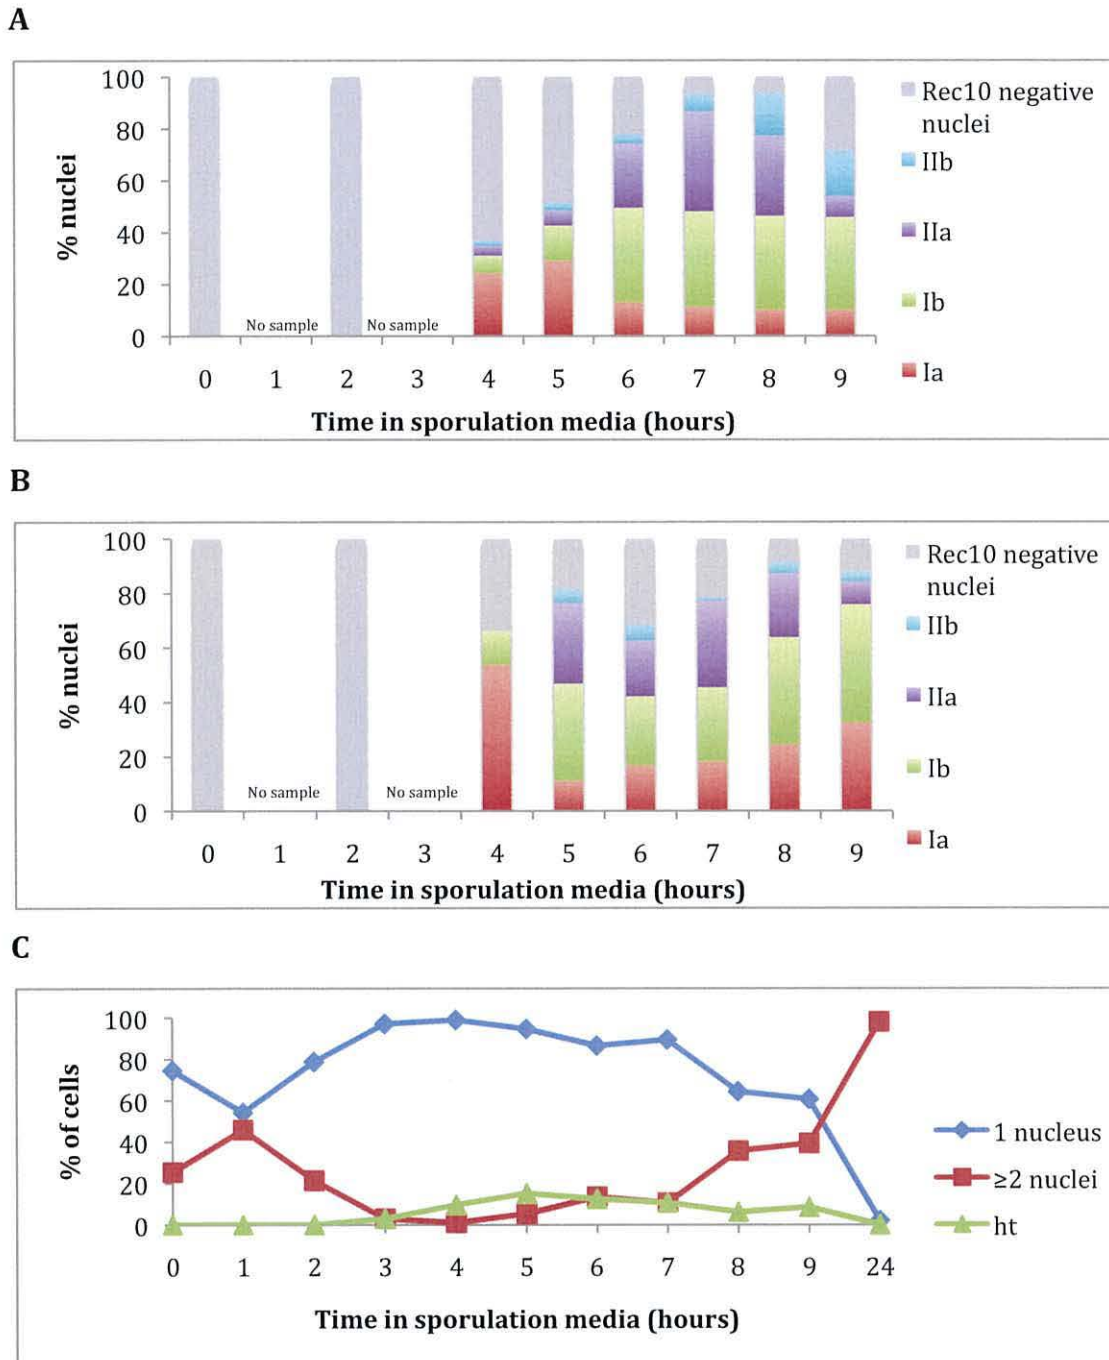 A
100
80
60
40
20
0
% nuclei
No sample
No sample
0 1 2 3 4 5 6 7 8 9
Time in sporulation media (hours)
Rec10 negative
nuclei
IIb
IIa
Ib
Ia
B
100
80
60
40
20
0
% nuclei
No sample
No sample
0 1 2 3 4 5 6 7 8 9
Time in sporulation media (hours)
Rec10 negative
nuclei
IIb
IIa
Ib
Ia
C
100
80
60
40
20
0
% of cells
0 1 2 3 4 5 6 7 8 9 24
Time in sporulation media (hours)
1 nucleus
≥2 nuclei
ht